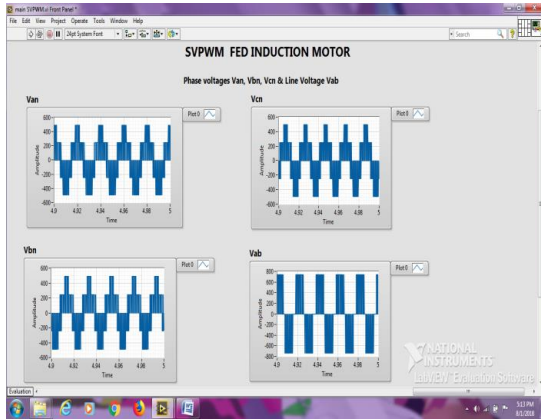 main SVPWM.vi Front Panel *
File Edit View Project Operate Tools Window Help
24pt System Font
Search
SVPWM FED INDUCTION MOTOR
Phase voltages Van, Vbn, Vcn & Line Voltage Vab
Van
Plot 0
600
400
200
0
-200
-400
-600
Amplitude
4,9 4,92 4,94 4,96 4,98 5
Time
Vcn
Plot 0
600
400
200
0
-200
-400
-600
Amplitude
4,9 4,92 4,94 4,96 4,98 5
Time
Vbn
Plot 0
600
400
200
0
-200
-400
-600
Amplitude
4,9 4,92 4,94 4,96 4,98 5
Time
Vab
Plot 0
800
600
400
200
0
-200
-400
-600
-800
Amplitude
4,9 4,92 4,94 4,96 4,98 5
Time
NATIONAL
INSTRUMENTS
LabVIEW Evaluation Software
Evaluation
5:13 PM
8/1/2018